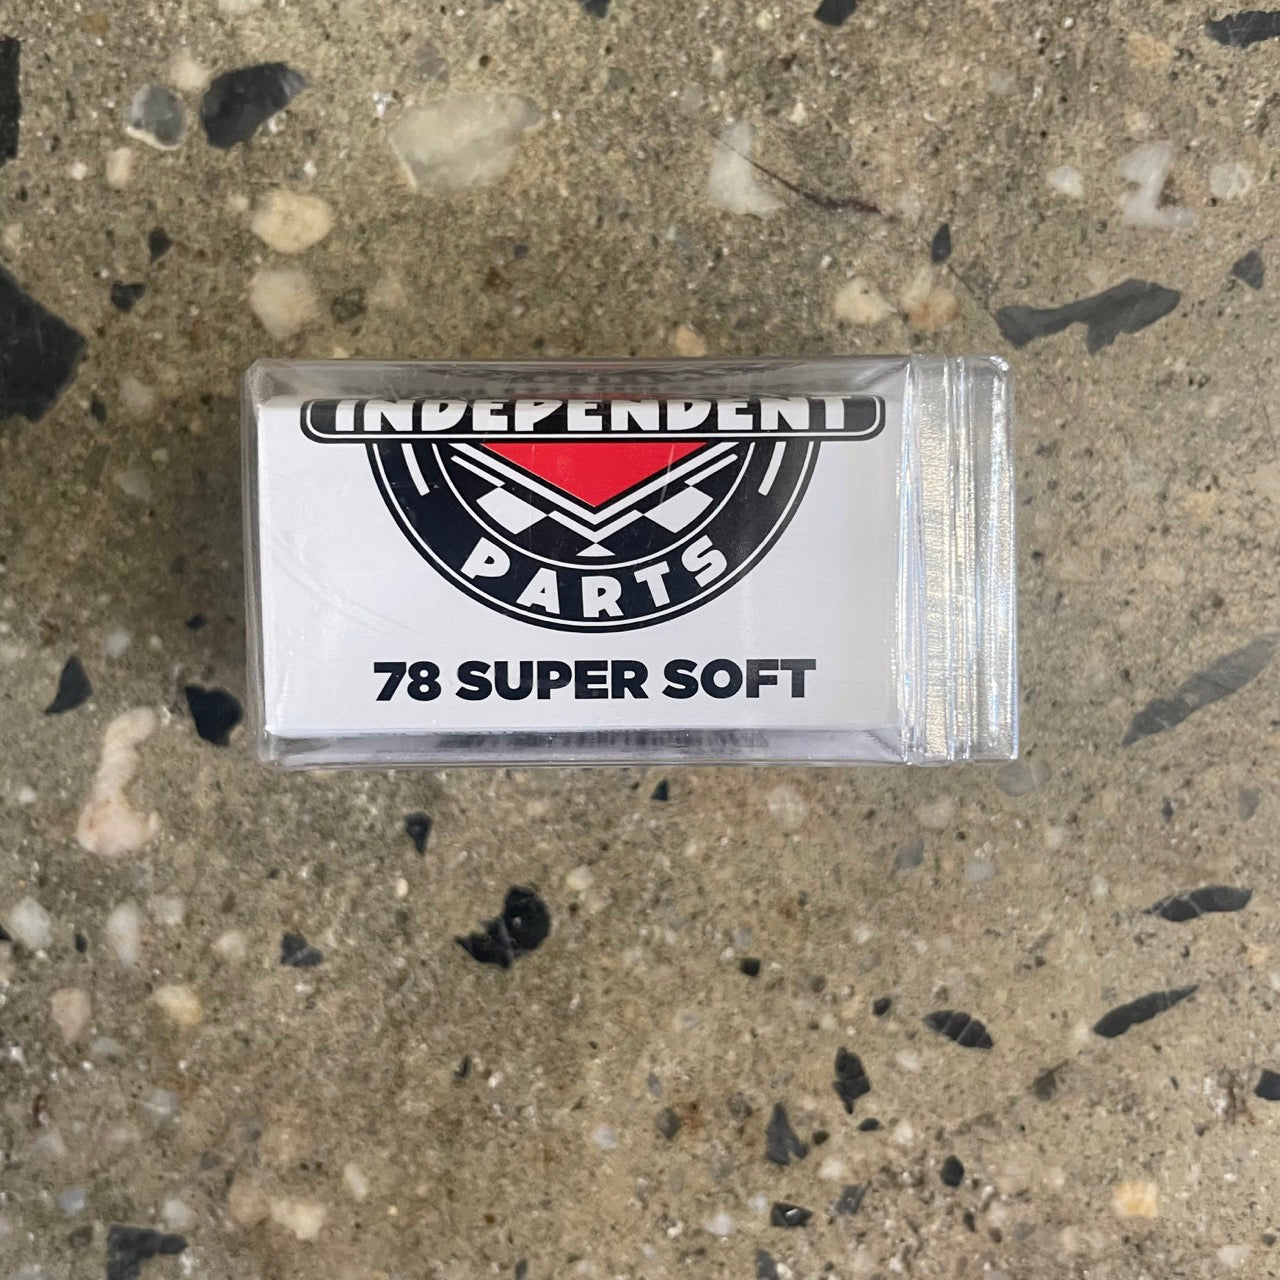 INDEPENDENT
PARTS
78 SUPER SOFT